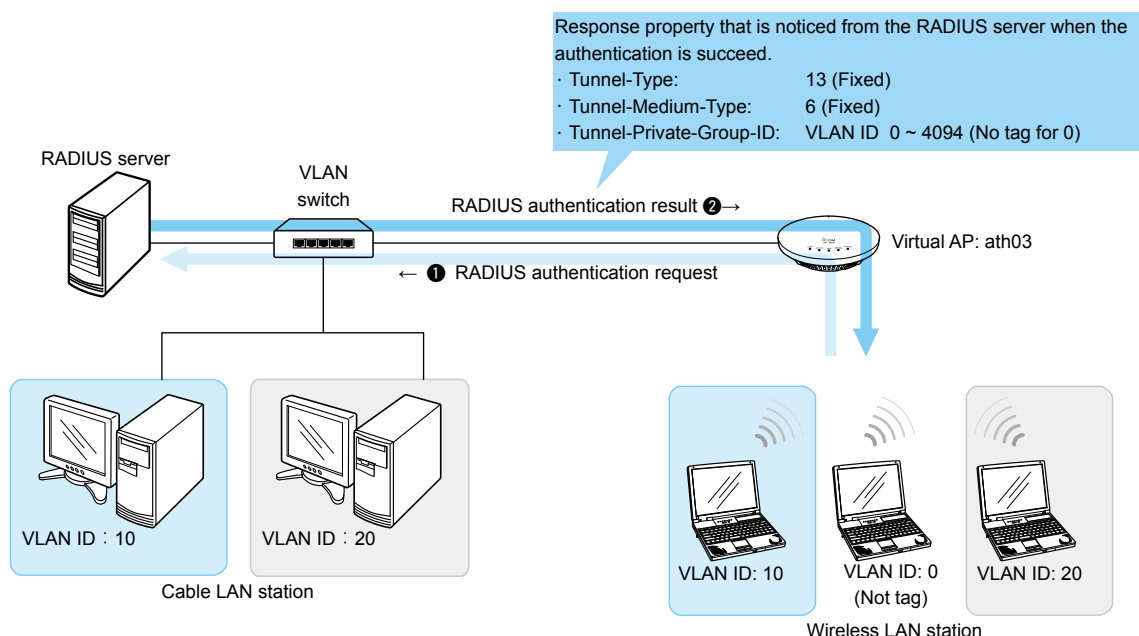 Response property that is noticed from the RADIUS server when the
authentication is succeed.
· Tunnel-Type: 13 (Fixed)
· Tunnel-Medium-Type: 6 (Fixed)
· Tunnel-Private-Group-ID: VLAN ID 0 ~ 4094 (No tag for 0)
RADIUS server
VLAN
switch
RADIUS authentication result ❷→
Virtual AP: ath03
← ❶ RADIUS authentication request
VLAN ID : 10
VLAN ID : 20
Cable LAN station
VLAN ID: 10
VLAN ID: 0
(Not tag)
VLAN ID: 20
Wireless LAN station